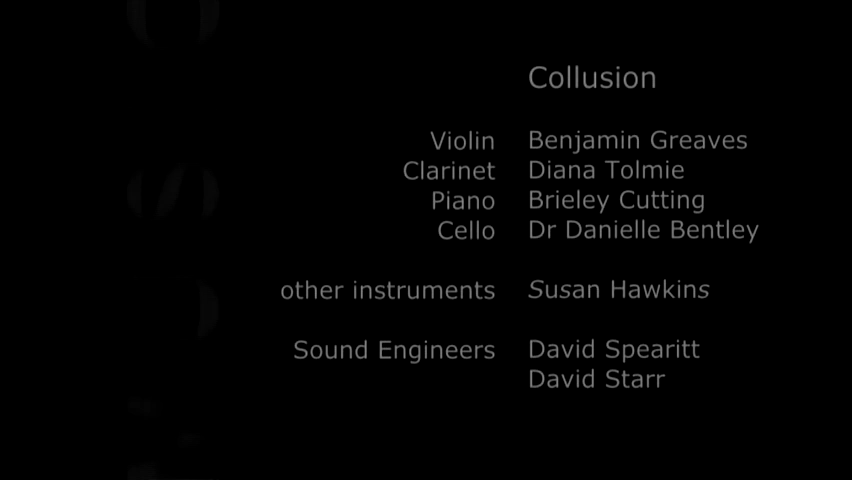 Collusion
Violin Benjamin Greaves
Clarinet Diana Tolmie
Piano Brieley Cutting
Cello Dr Danielle Bentley
other instruments Susan Hawkins
Sound Engineers David Spearitt
David Starr